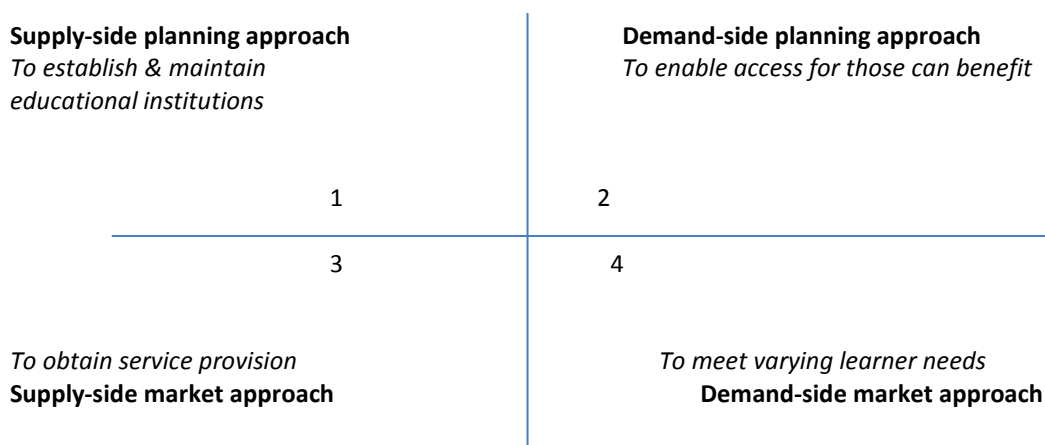 Supply-side planning approach
To establish & maintain
educational institutions
Demand-side planning approach
To enable access for those can benefit
1
2
3
4
To obtain service provision
Supply-side market approach
To meet varying learner needs
Demand-side market approach